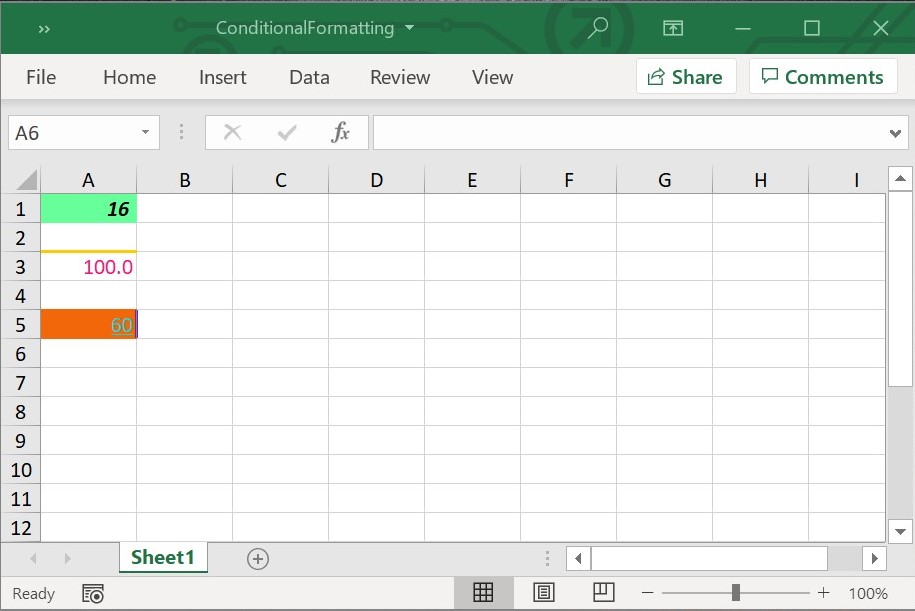 »
ConditionalFormatting
File Home Insert Data Review View Share Comments
A6 fx
A B C D E F G H I
1 16
2
3 100.0
4
5 60
6
7
8
9
10
11
12
Sheet1
Ready 100%